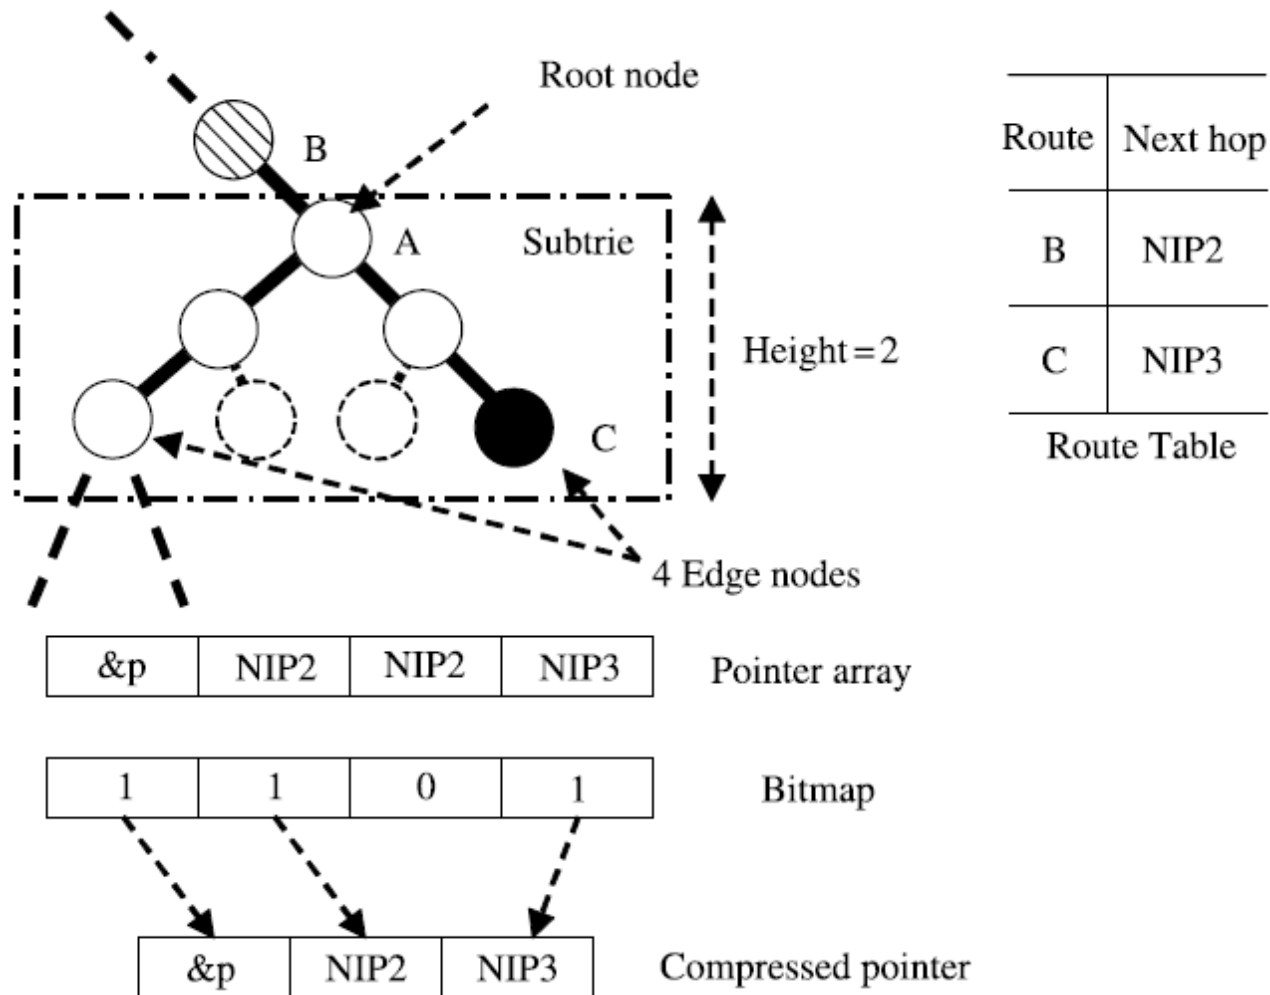 Root node
B
A
Subtrie
Height = 2
C
4 Edge nodes
Route Next hop
B NIP2
C NIP3
Route Table
&p NIP2 NIP2 NIP3 Pointer array
1 1 0 1 Bitmap
&p NIP2 NIP3 Compressed pointer